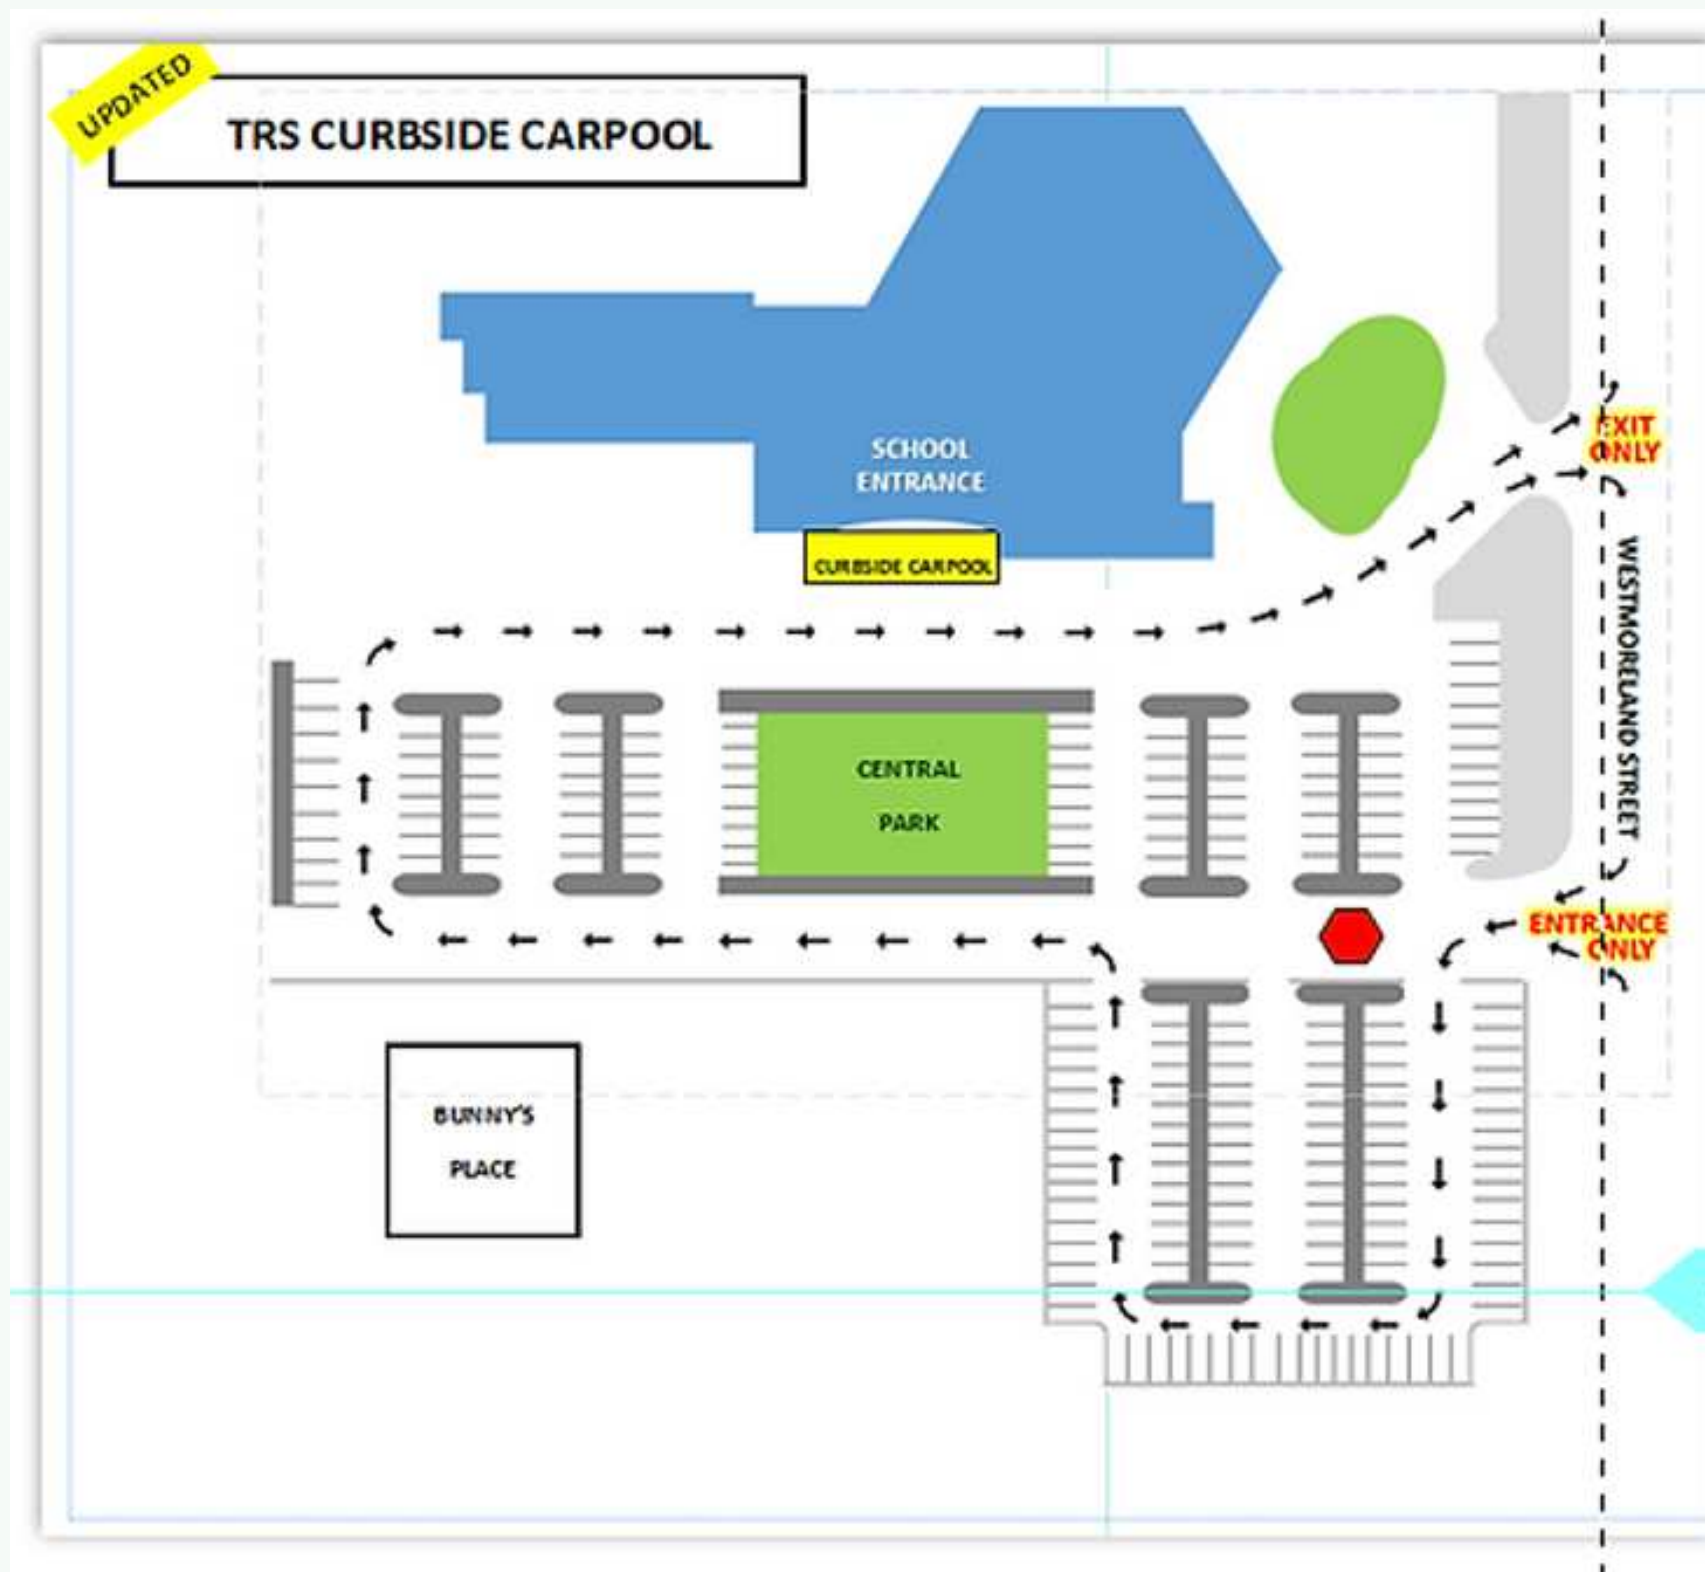 UPDATED
TRS CURBSIDE CARPOOL
SCHOOL
ENTRANCE
CURBSIDE CARPOOL
EXIT
ONLY
WESTMORELAND STREET
CENTRAL
PARK
ENTRANCE
ONLY
BUNNY'S
PLACE